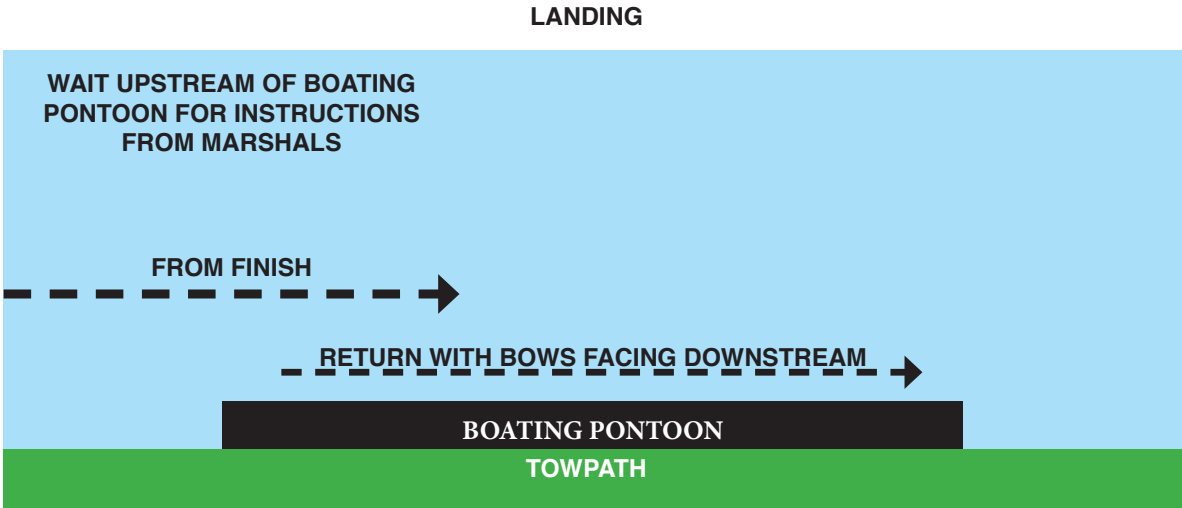 LANDING
WAIT UPSTREAM OF BOATING
PONTOON FOR INSTRUCTIONS
FROM MARSHALS
FROM FINISH
RETURN WITH BOWS FACING DOWNSTREAM
BOATING PONTOON
TOWPATH